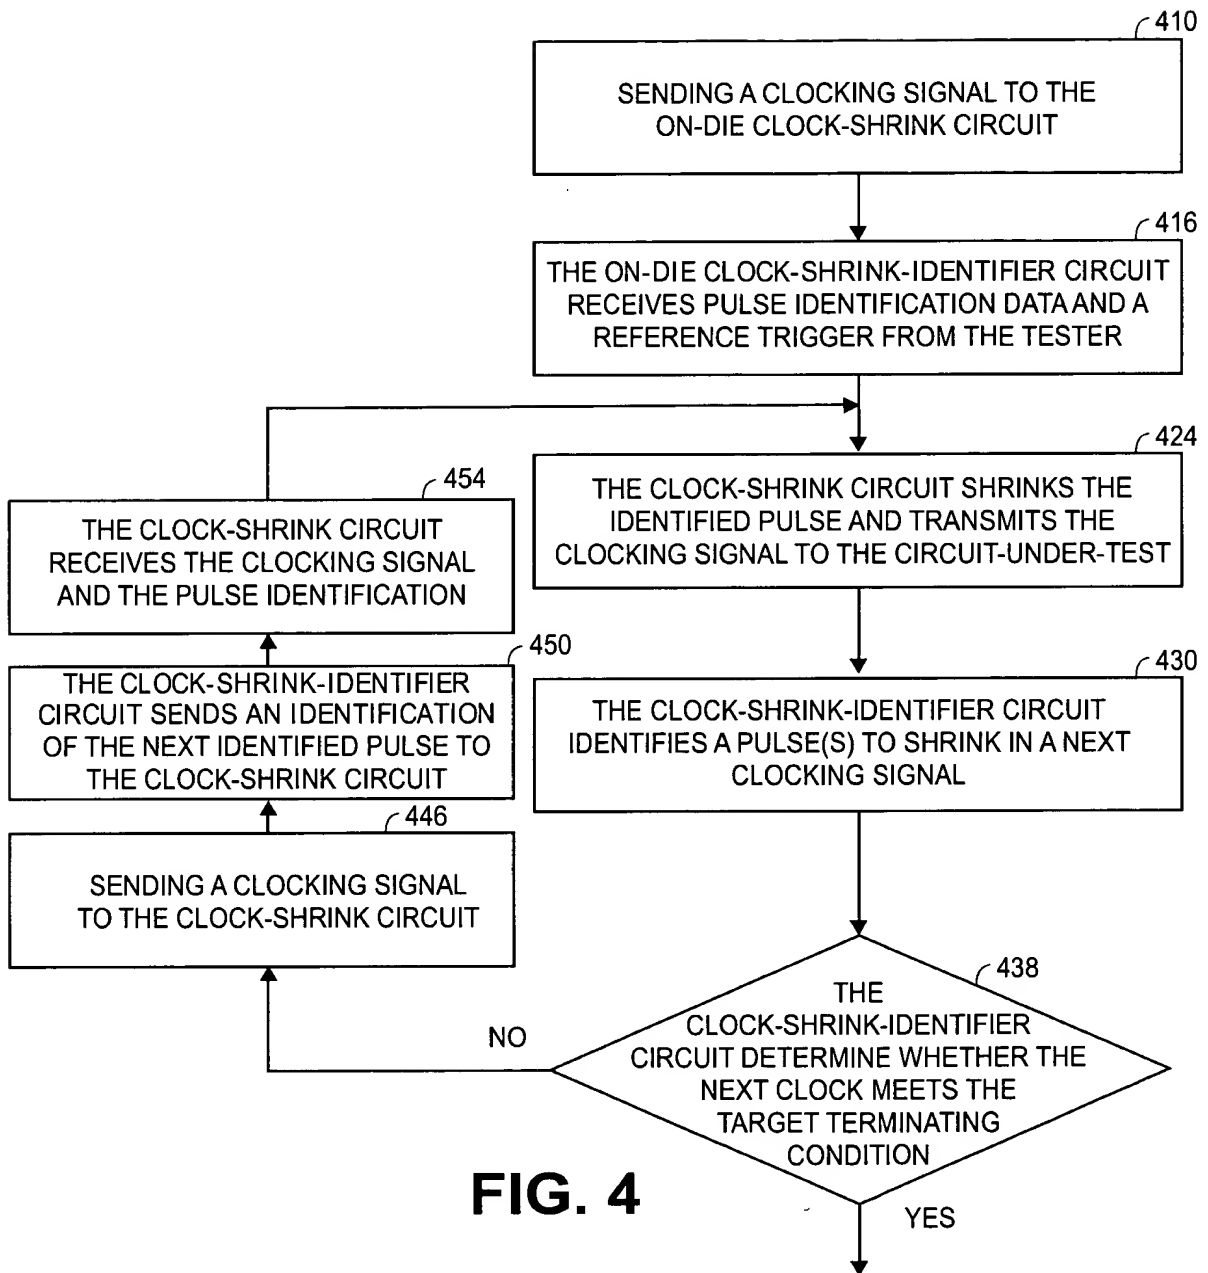 410
SENDING A CLOCKING SIGNAL TO THE
ON-DIE CLOCK-SHRINK CIRCUIT
416
THE ON-DIE CLOCK-SHRINK-IDENTIFIER CIRCUIT
RECEIVES PULSE IDENTIFICATION DATA AND A
REFERENCE TRIGGER FROM THE TESTER
424
THE CLOCK-SHRINK CIRCUIT SHRINKS THE
IDENTIFIED PULSE AND TRANSMITS THE
CLOCKING SIGNAL TO THE CIRCUIT-UNDER-TEST
430
THE CLOCK-SHRINK-IDENTIFIER CIRCUIT
IDENTIFIES A PULSE(S) TO SHRINK IN A NEXT
CLOCKING SIGNAL
438
THE
CLOCK-SHRINK-IDENTIFIER
CIRCUIT DETERMINE WHETHER THE
NEXT CLOCK MEETS THE
TARGET TERMINATING
CONDITION
NO
YES
446
SENDING A CLOCKING SIGNAL
TO THE CLOCK-SHRINK CIRCUIT
450
THE CLOCK-SHRINK-IDENTIFIER
CIRCUIT SENDS AN IDENTIFICATION
OF THE NEXT IDENTIFIED PULSE TO
THE CLOCK-SHRINK CIRCUIT
454
THE CLOCK-SHRINK CIRCUIT
RECEIVES THE CLOCKING SIGNAL
AND THE PULSE IDENTIFICATION
FIG. 4